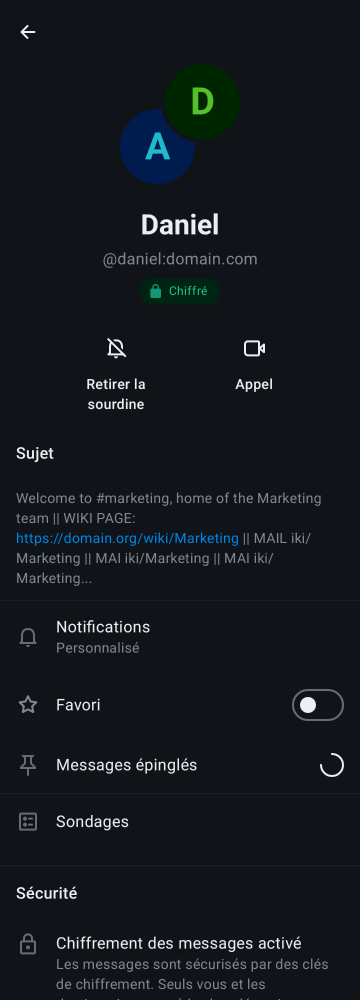 D
A
Daniel
@daniel:domain.com
Chiffré
Retirer la
sourdine
Appel
Sujet
Welcome to #marketing, home of the Marketing
team || WIKI PAGE:
https://domain.org/wiki/Marketing || MAIL iki/
Marketing || MAI iki/Marketing || MAI iki/
Marketing...
Notifications
Personnalisé
Favori
Messages épinglés
Sondages
Sécurité
Chiffrement des messages activé
Les messages sont sécurisés par des clés
de chiffrement. Seuls vous et les